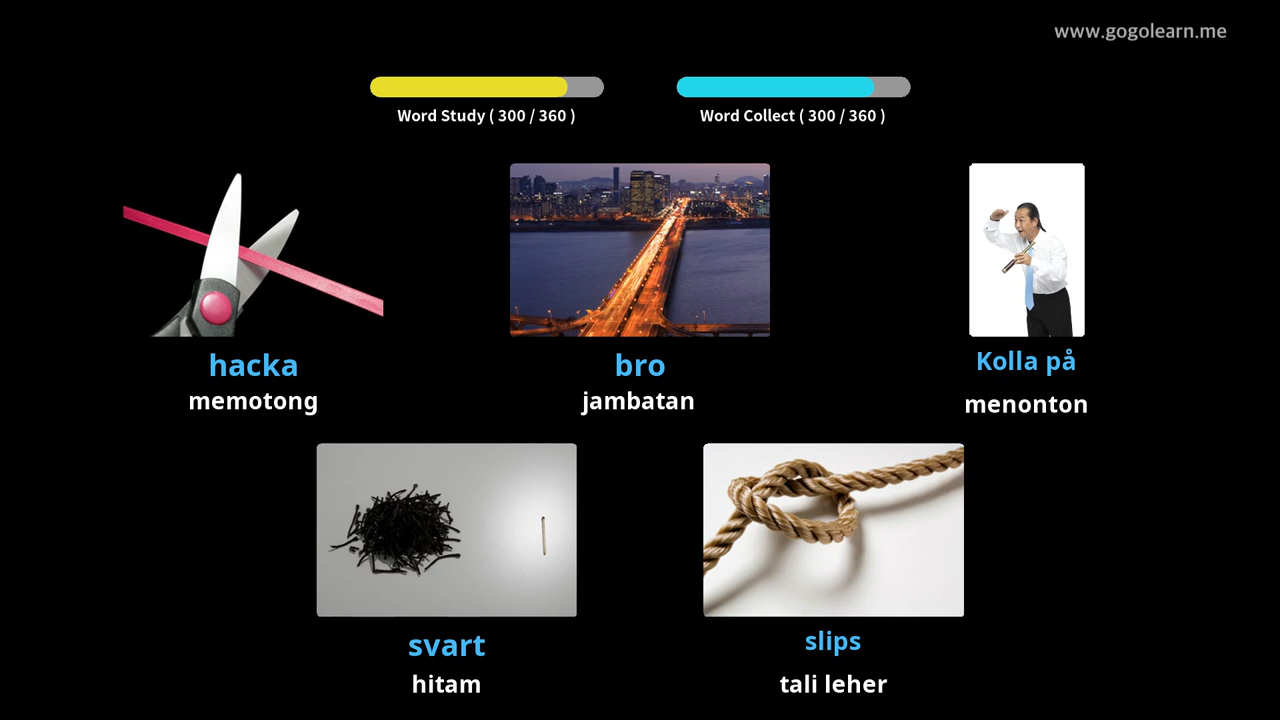 www.gogolearn.me
Word Study ( 300 / 360 )
Word Collect ( 300 / 360 )
hacka
memotong
bro
jambatan
Kolla på
menonton
svart
hitam
slips
tali leher